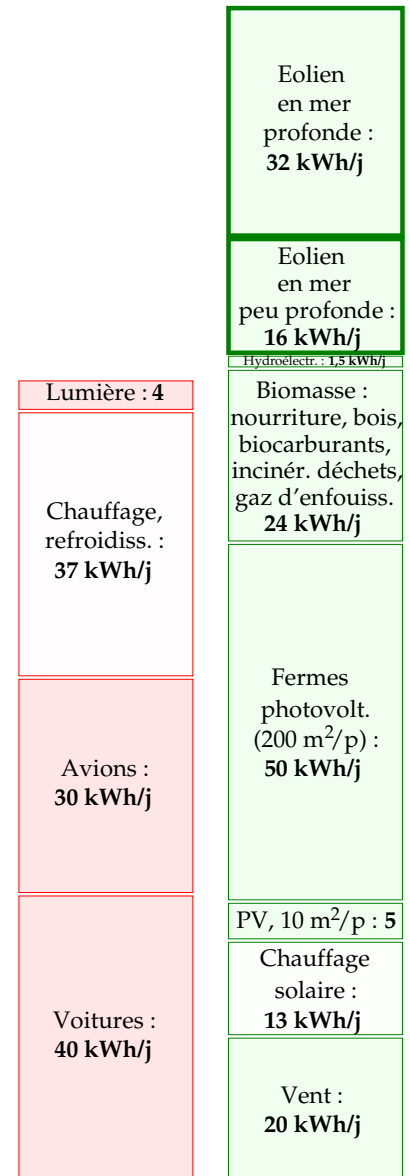 Eolien
en mer
profonde :
32 kWh/j
Eolien
en mer
peu profonde :
16 kWh/j
Hydroélectr. : 1,5 kWh/j
Biomasse :
nourriture, bois,
biocarburants,
incinér. déchets,
gaz d’enfouiss.
24 kWh/j
Fermes
photovolt.
(200 m²/p) :
50 kWh/j
PV, 10 m²/p : 5
Chauffage
solaire :
13 kWh/j
Vent :
20 kWh/j
Lumière : 4
Chauffage,
refroidiss. :
37 kWh/j
Avions :
30 kWh/j
Voitures :
40 kWh/j